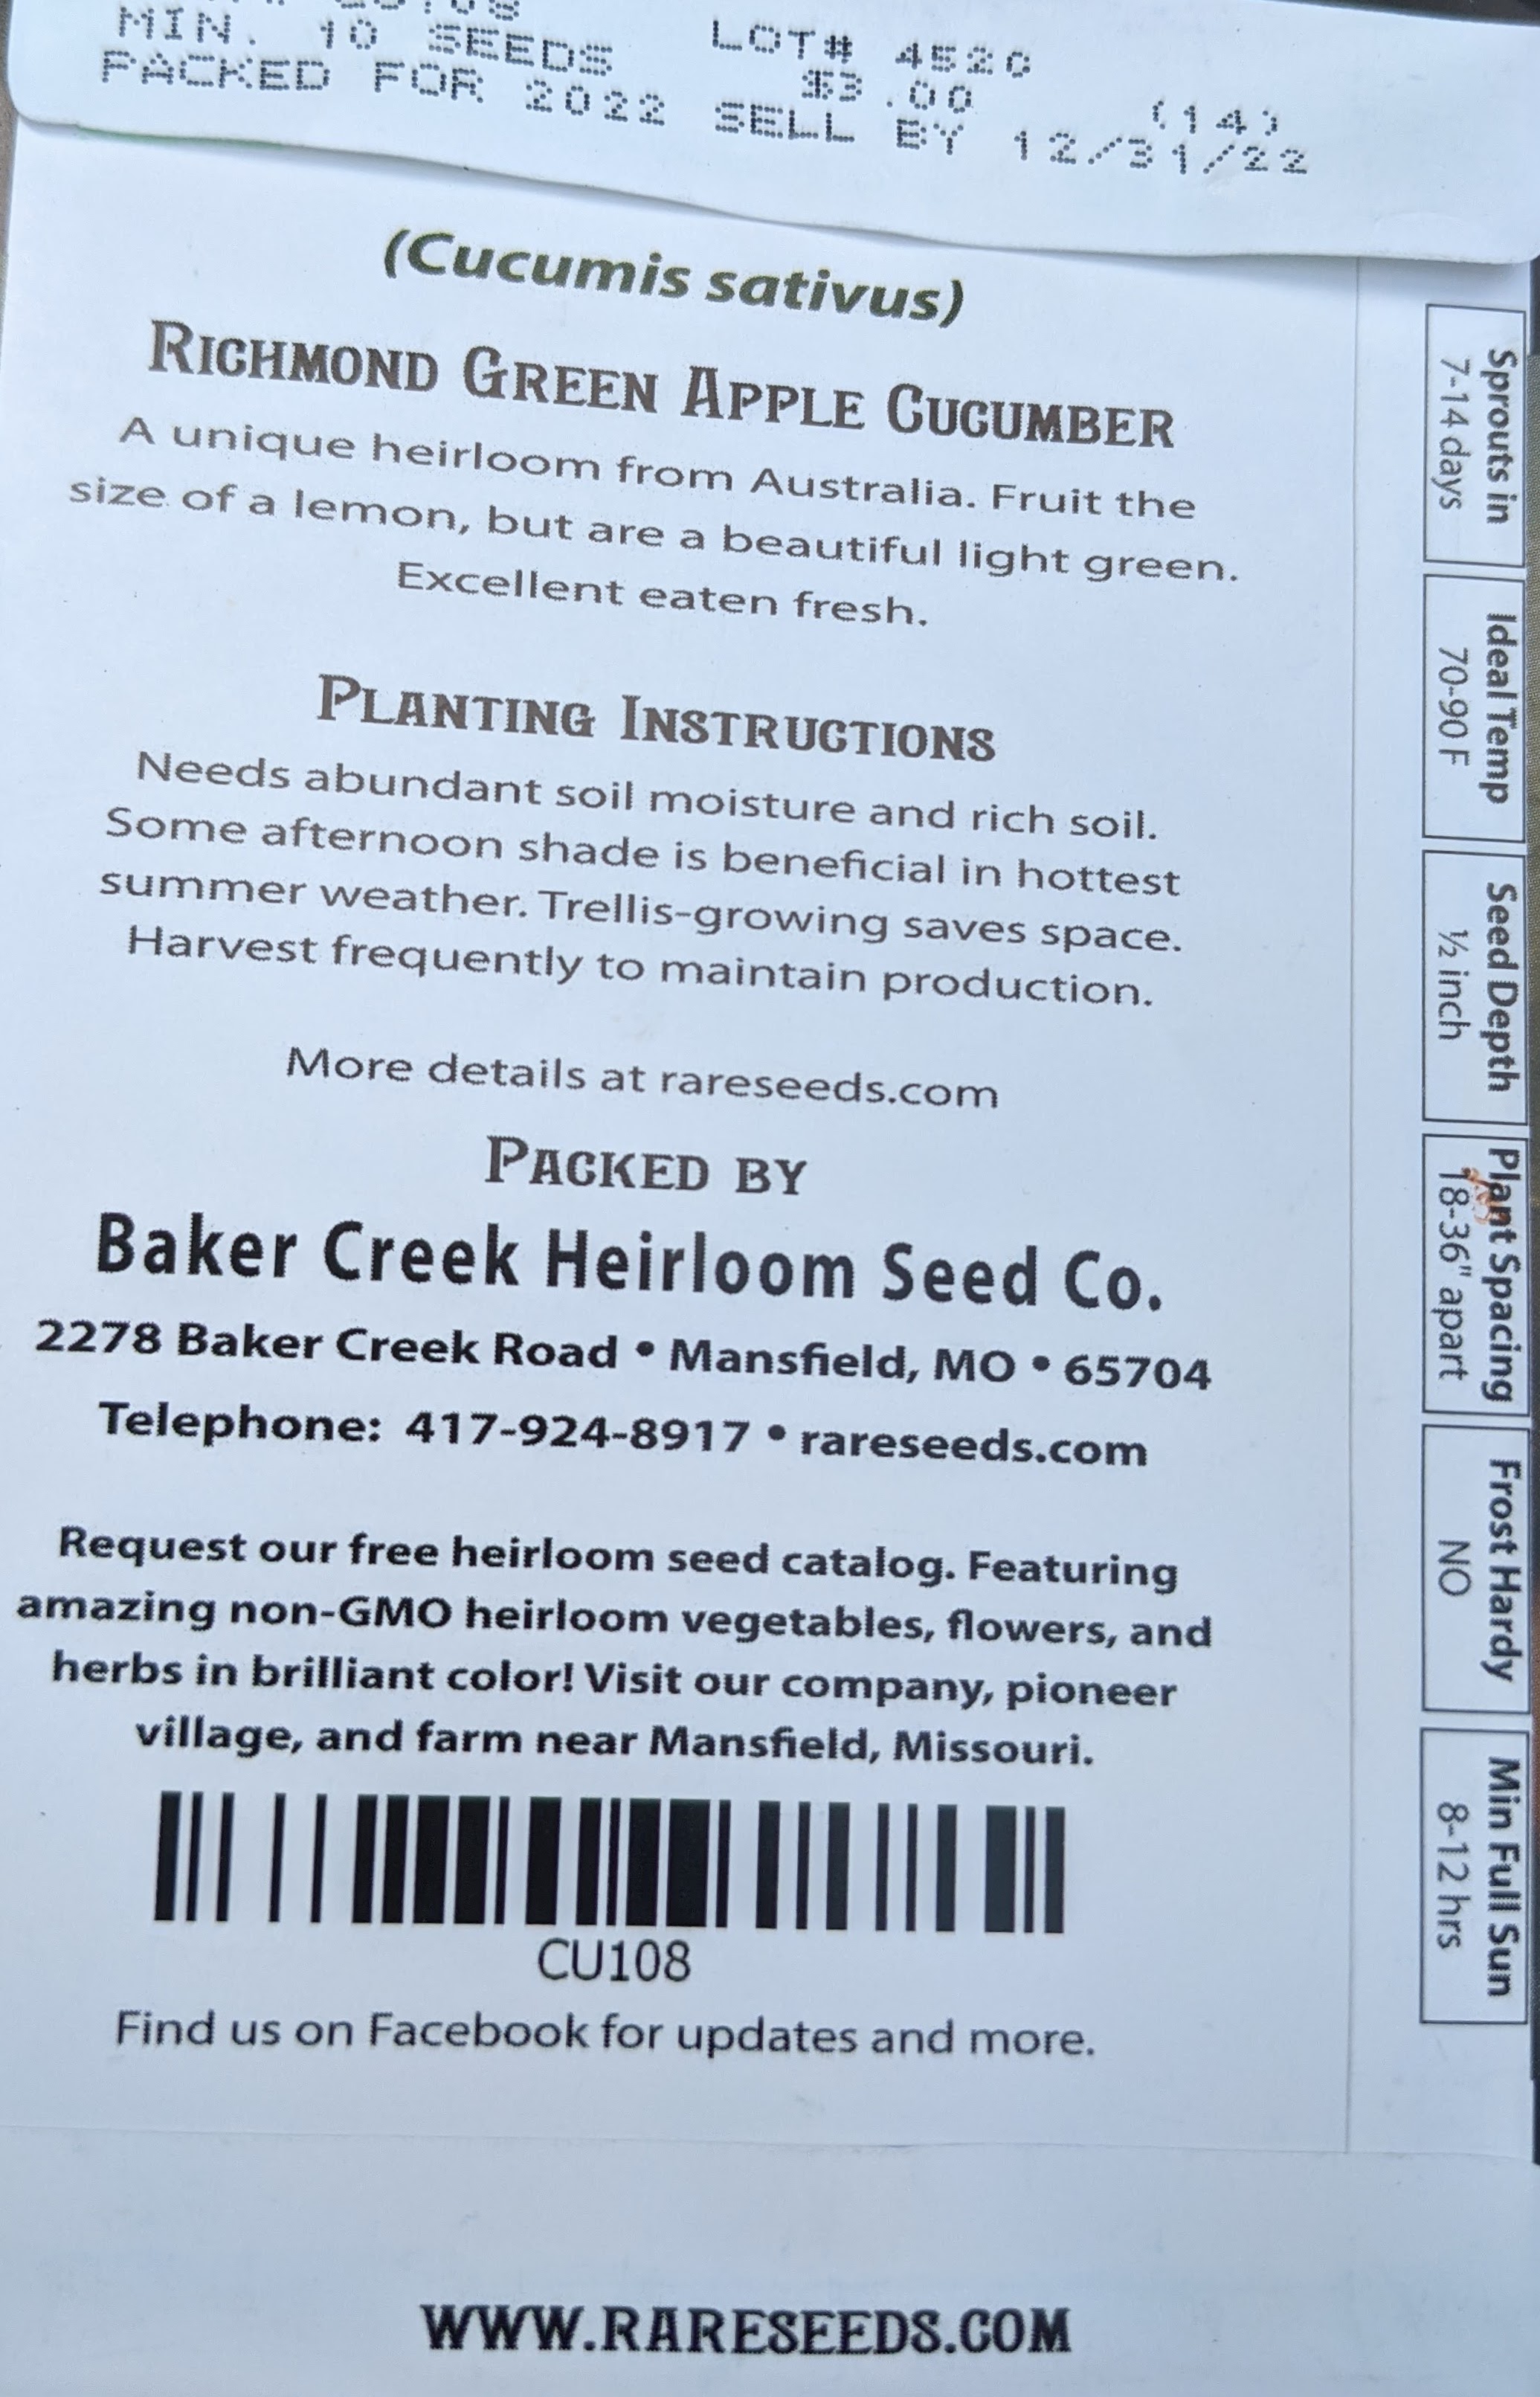 MIN. 10 SEEDS LOT# 4520
$3.00 (14)
PACKED FOR 2022 SELL BY 12/31/22
(Cucumis sativus)
RICHMOND GREEN APPLE CUCUMBER
A unique heirloom from Australia. Fruit the
size of a lemon, but are a beautiful light green.
Excellent eaten fresh.
PLANTING INSTRUCTIONS
Needs abundant soil moisture and rich soil.
Some afternoon shade is beneficial in hottest
summer weather. Trellis-growing saves space.
Harvest frequently to maintain production.
More details at rareseeds.com
PACKED BY
Baker Creek Heirloom Seed Co.
2278 Baker Creek Road • Mansfield, MO • 65704
Telephone: 417-924-8917 • rareseeds.com
Request our free heirloom seed catalog. Featuring
amazing non-GMO heirloom vegetables, flowers, and
herbs in brilliant color! Visit our company, pioneer
village, and farm near Mansfield, Missouri.
CU108
Find us on Facebook for updates and more.
WWW.RARESEEDS.COM
Sprouts in
7-14 days
Ideal Temp
70-90 F
Seed Depth
½ inch
Plant Spacing
18-36" apart
Frost Hardy
NO
Min Full Sun
8-12 hrs